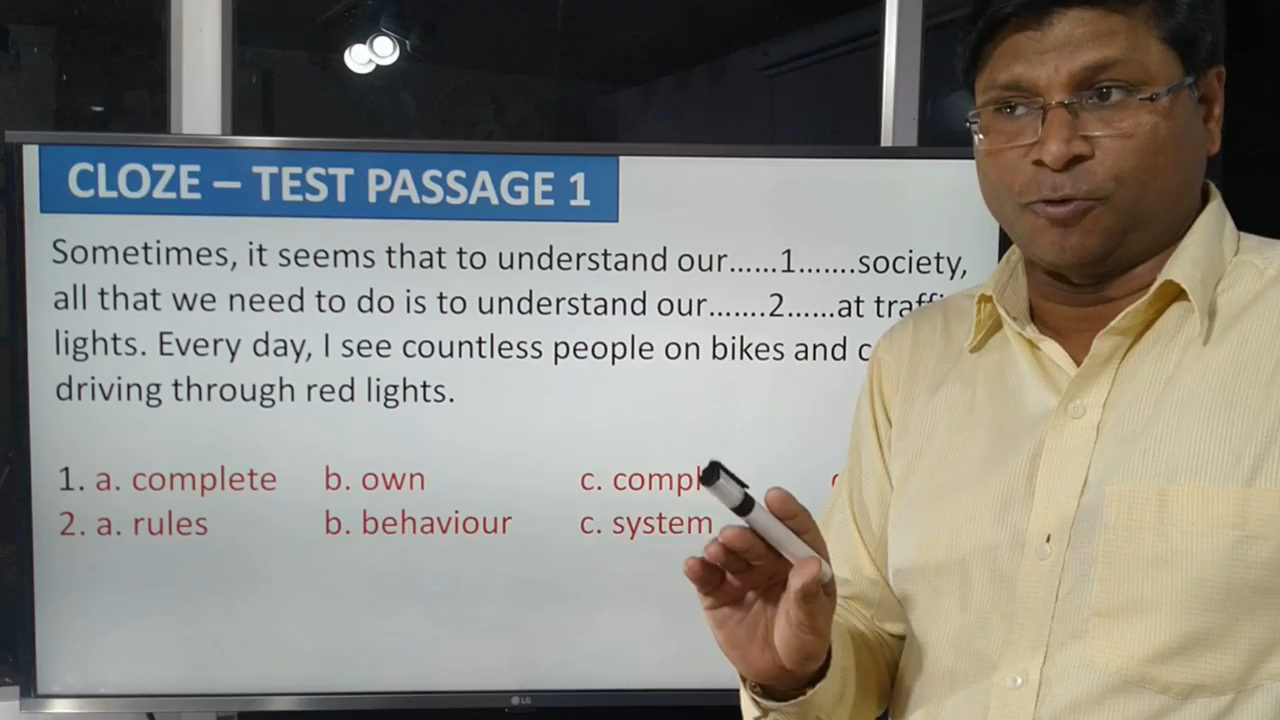 CLOZE – TEST PASSAGE 1
Sometimes, it seems that to understand our......1.......society,
all that we need to do is to understand our.......2......at
lights. Every day, I see countless people on bikes and
driving through red lights.
1. a. complete b. own c.
2. a. rules b. behaviour c. system
LG